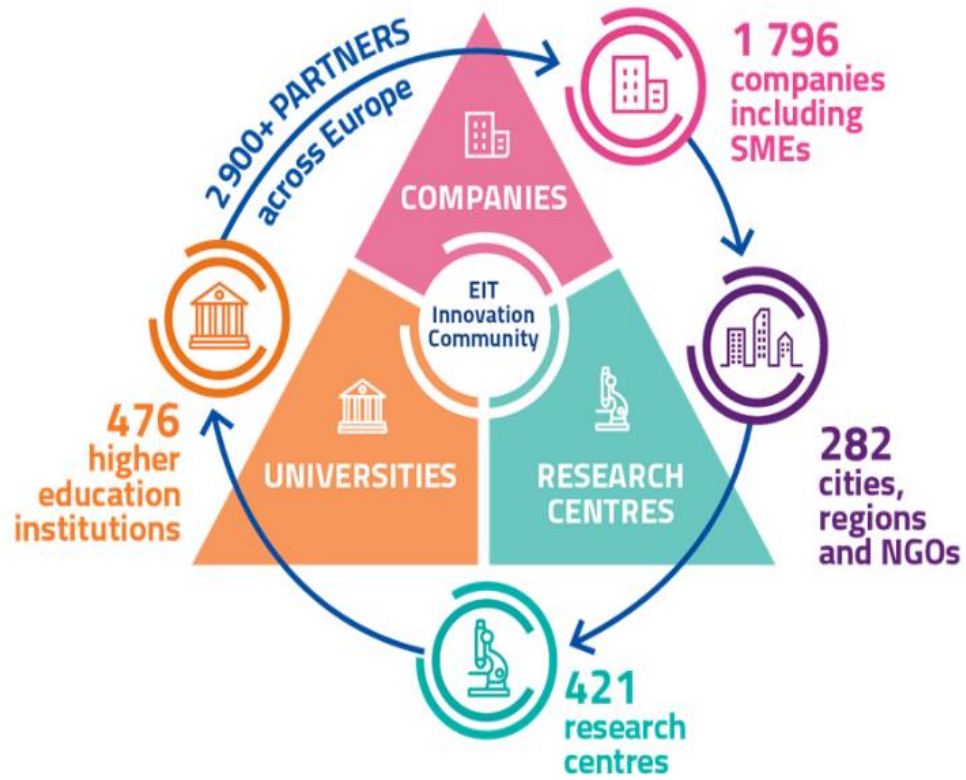 2 900+ PARTNERS
across Europe
1 796
companies
including
SMEs
COMPANIES
EIT
Innovation
Community
UNIVERSITIES
RESEARCH
CENTRES
476
higher
education
institutions
282
cities,
regions
and NGOs
421
research
centres